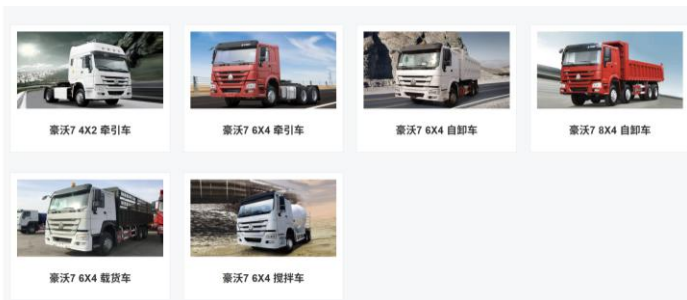 豪沃7 4X2 牵引车
豪沃7 6X4 牵引车
豪沃7 6X4 自卸车
豪沃7 8X4 自卸车
豪沃7 6X4 载货车
豪沃7 6X4 搅拌车